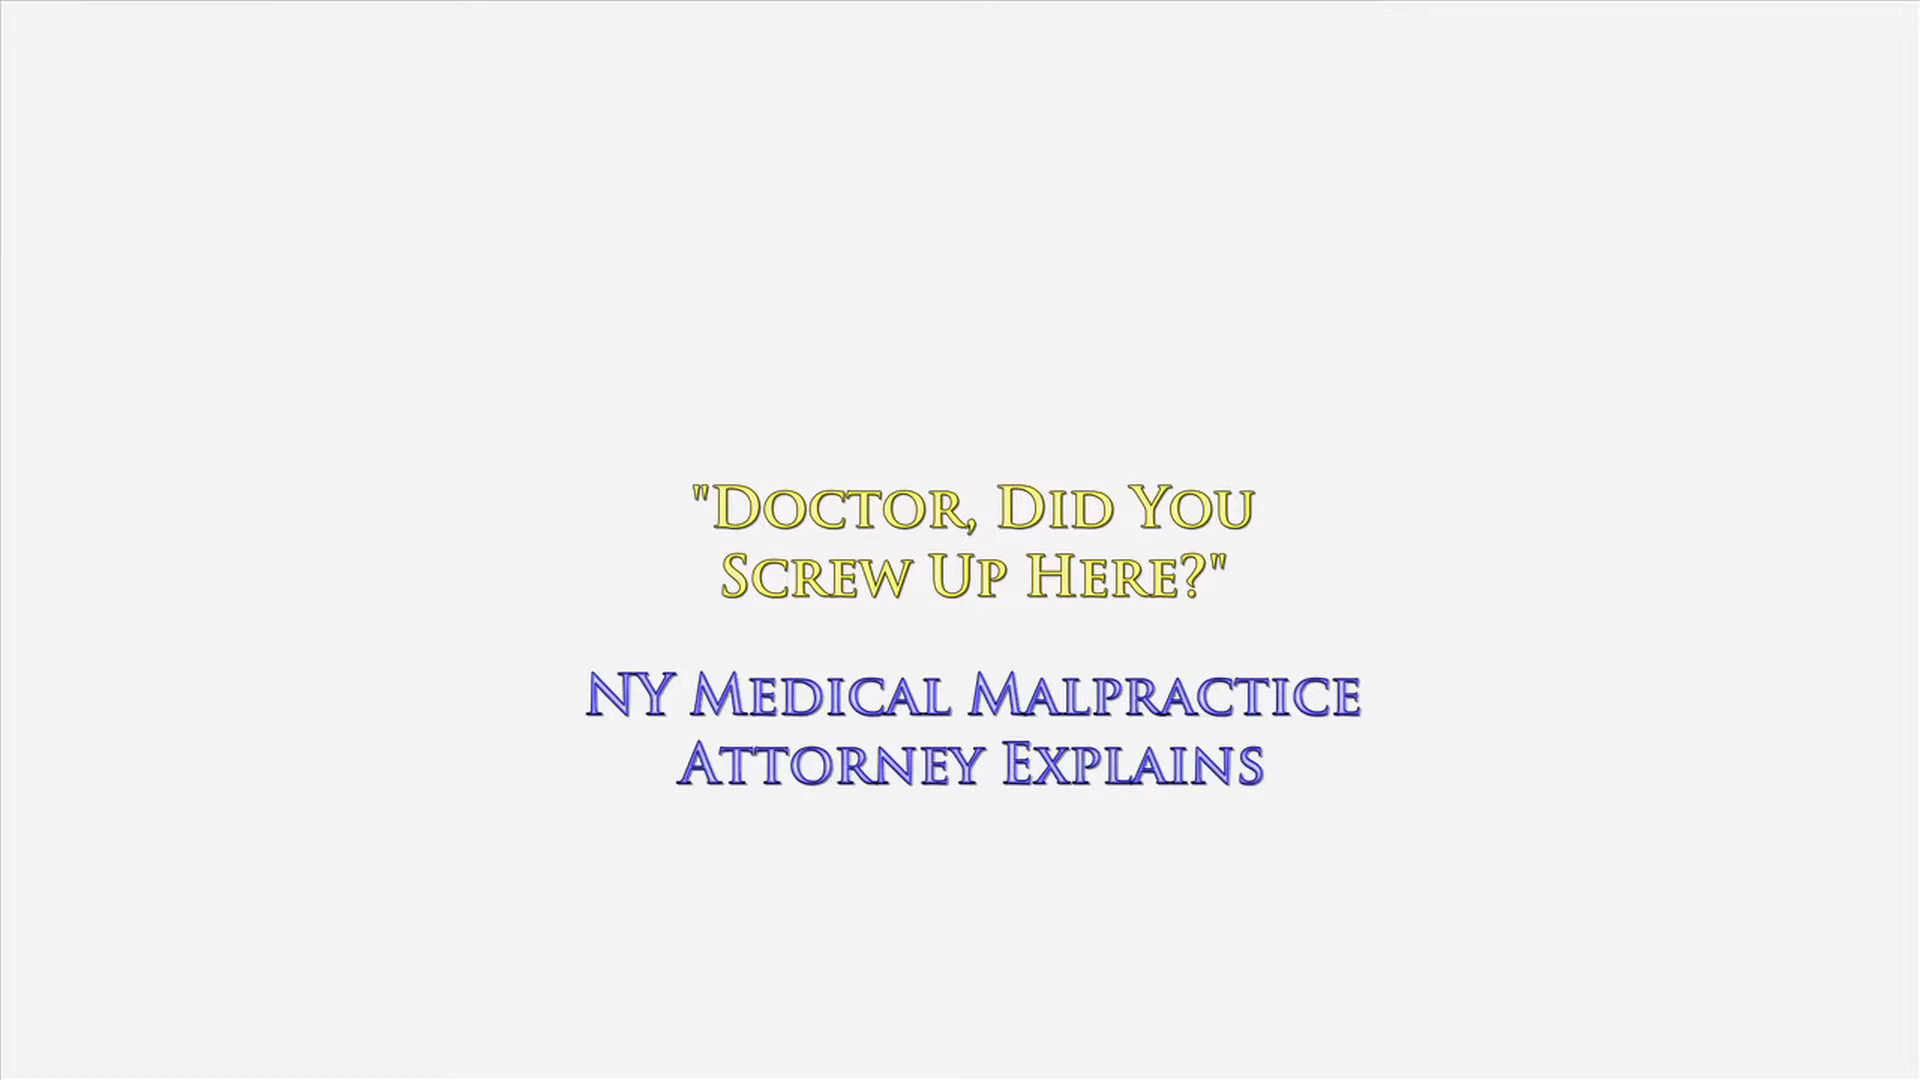 "Doctor, Did You
Screw Up Here?"
NY Medical Malpractice
Attorney Explains